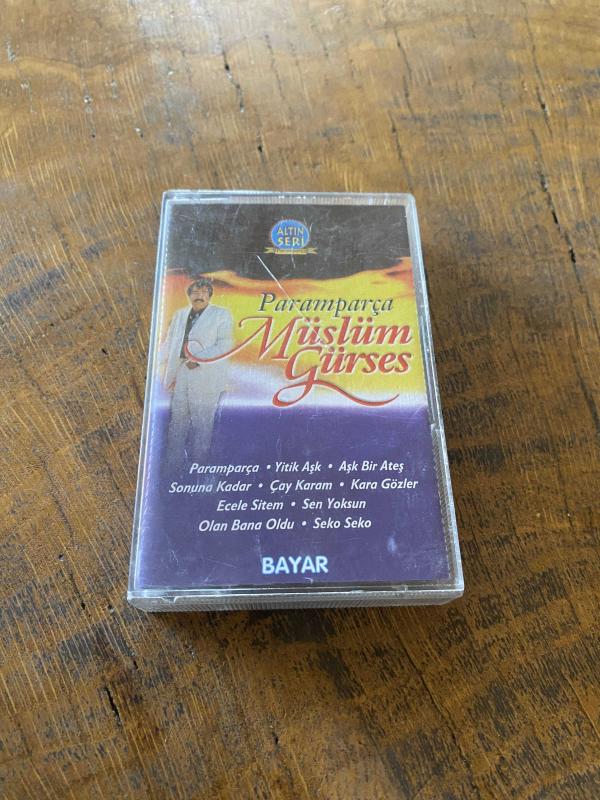 ALTIN
SERİ
Paramparça
Müslüm
Gürses
Paramparça • Yitik Aşk • Aşk Bir Ateş
Sonuna Kadar • Çay Karam • Kara Gözler
Ecele Sitem • Sen Yoksun
Olan Bana Oldu • Seko Seko
BAYAR